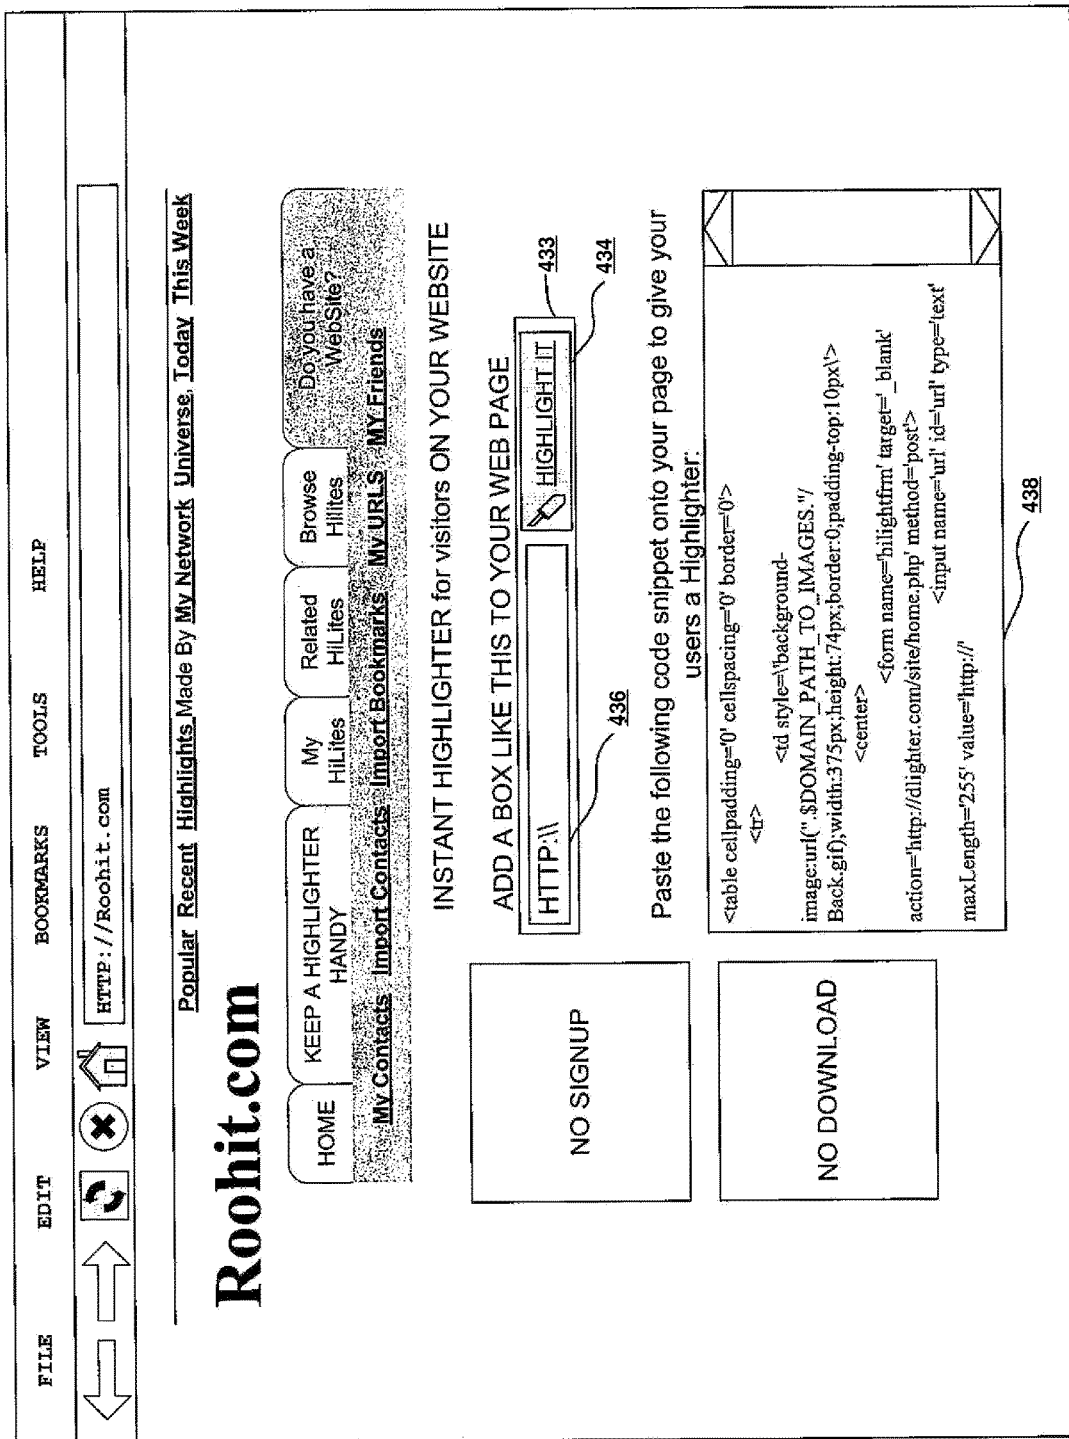 FILE EDIT VIEW BOOKMARKS TOOLS HELP
HTTP://Roohit.com
Popular Recent Highlights Made By My Network Universe, Today This Week
Roohit.com
HOME
KEEP A HIGHLIGHTER
HANDY
My
HiLites
Related
HiLites
Browse
Hilites
Do you have a
WebSite?
My Contacts Import Contacts Import Bookmarks My URLS MY Friends
INSTANT HIGHLIGHTER for visitors ON YOUR WEBSITE
NO SIGNUP
NO DOWNLOAD
ADD A BOX LIKE THIS TO YOUR WEB PAGE
HTTP:\\
HIGHLIGHT IT
433
434
436
Paste the following code snippet onto your page to give your
users a Highlighter:
<table cellpadding='0' cellspacing='0' border='0'>
<tr>
<td style=\'background-
image:url(".$DOMAIN_PATH_TO_IMAGES."/
Back.gif);width:375px;height:74px;border:0;padding-top:10px\'>
<center>
<form name='hilightfrm' target='_blank'
action='http://dlighter.com/site/home.php' method='post'>
<input name='url' id='url' type='text'
maxLength='255' value='http://'
438